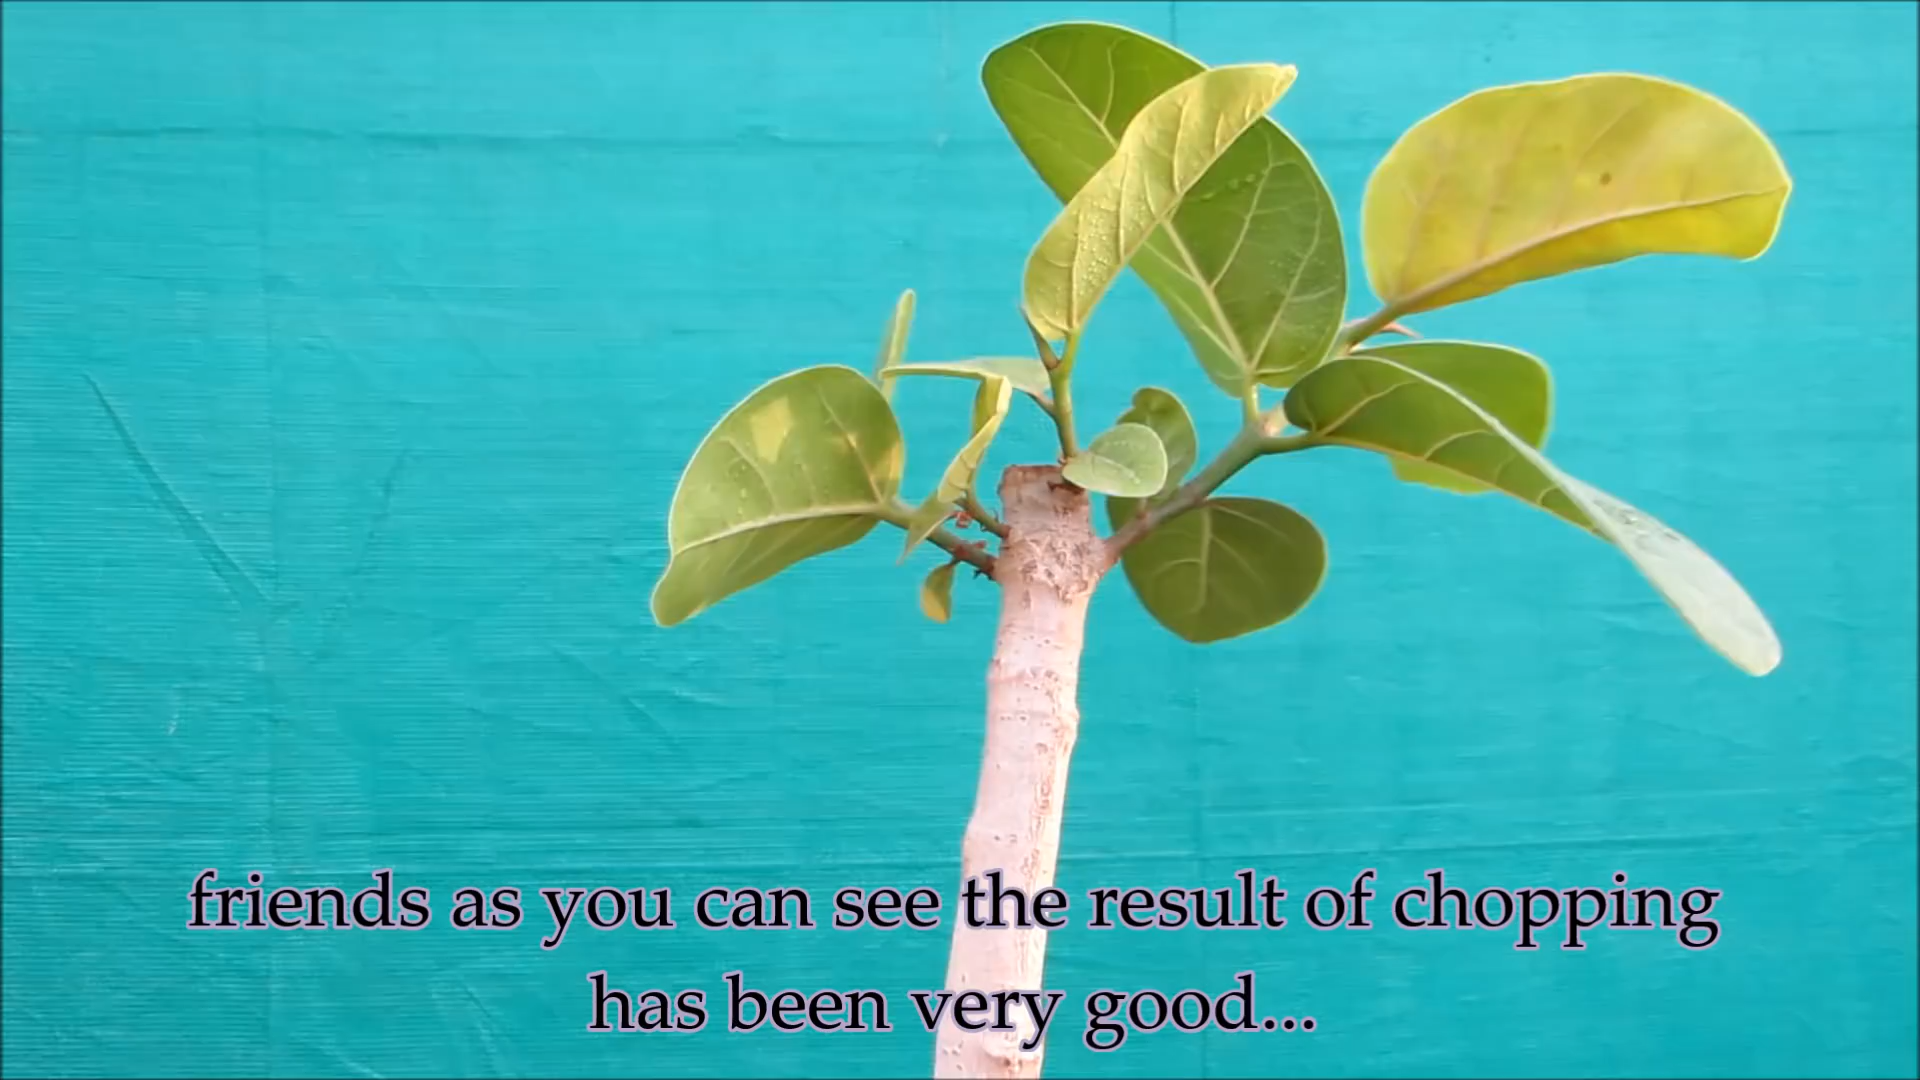 friends as you can see the result of chopping
has been very good...